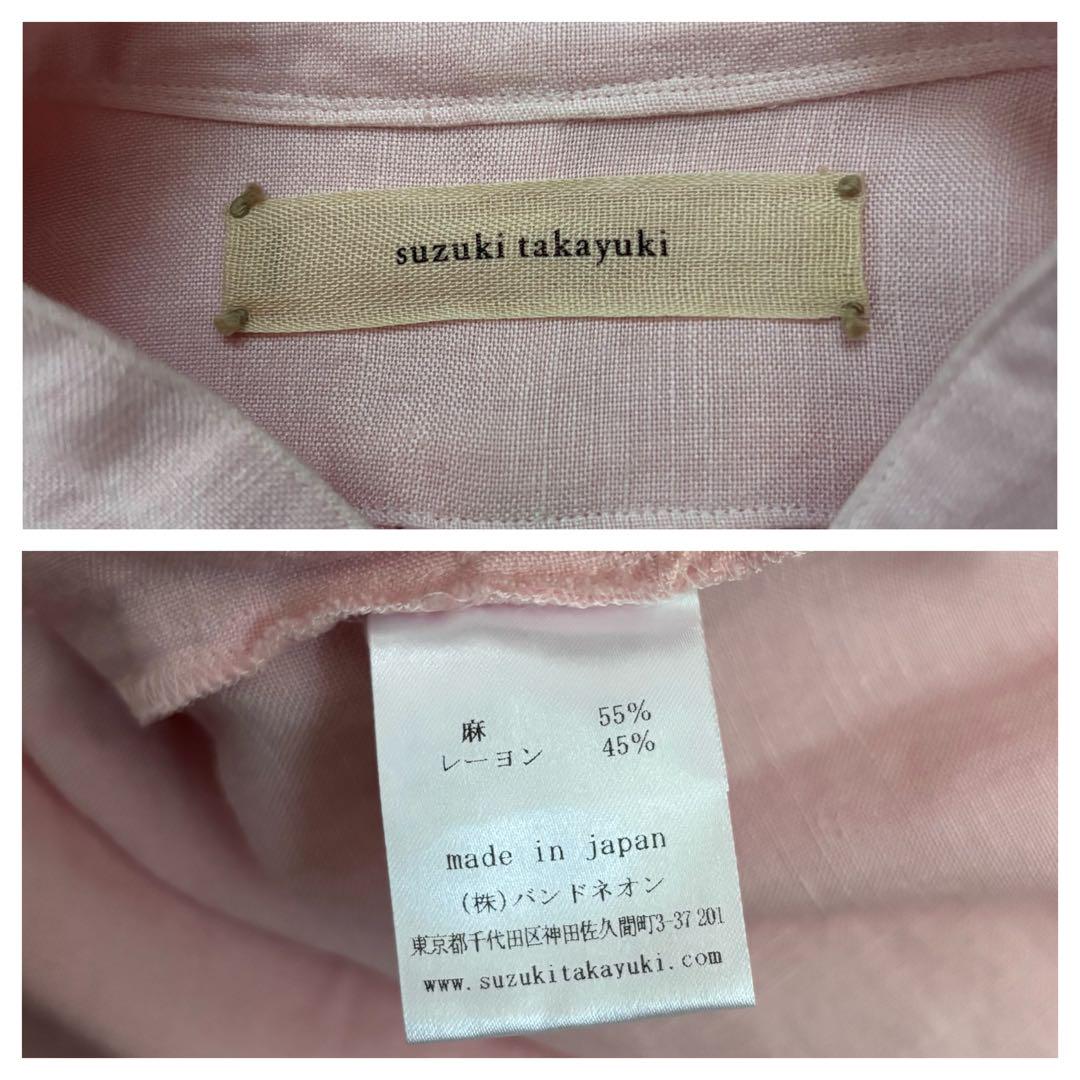 suzuki takayuki
麻 55%
レーヨン 45%
made in japan
(株)バンドネオン
東京都千代田区神田佐久間町3-37 201
www.suzukitakayuki.com